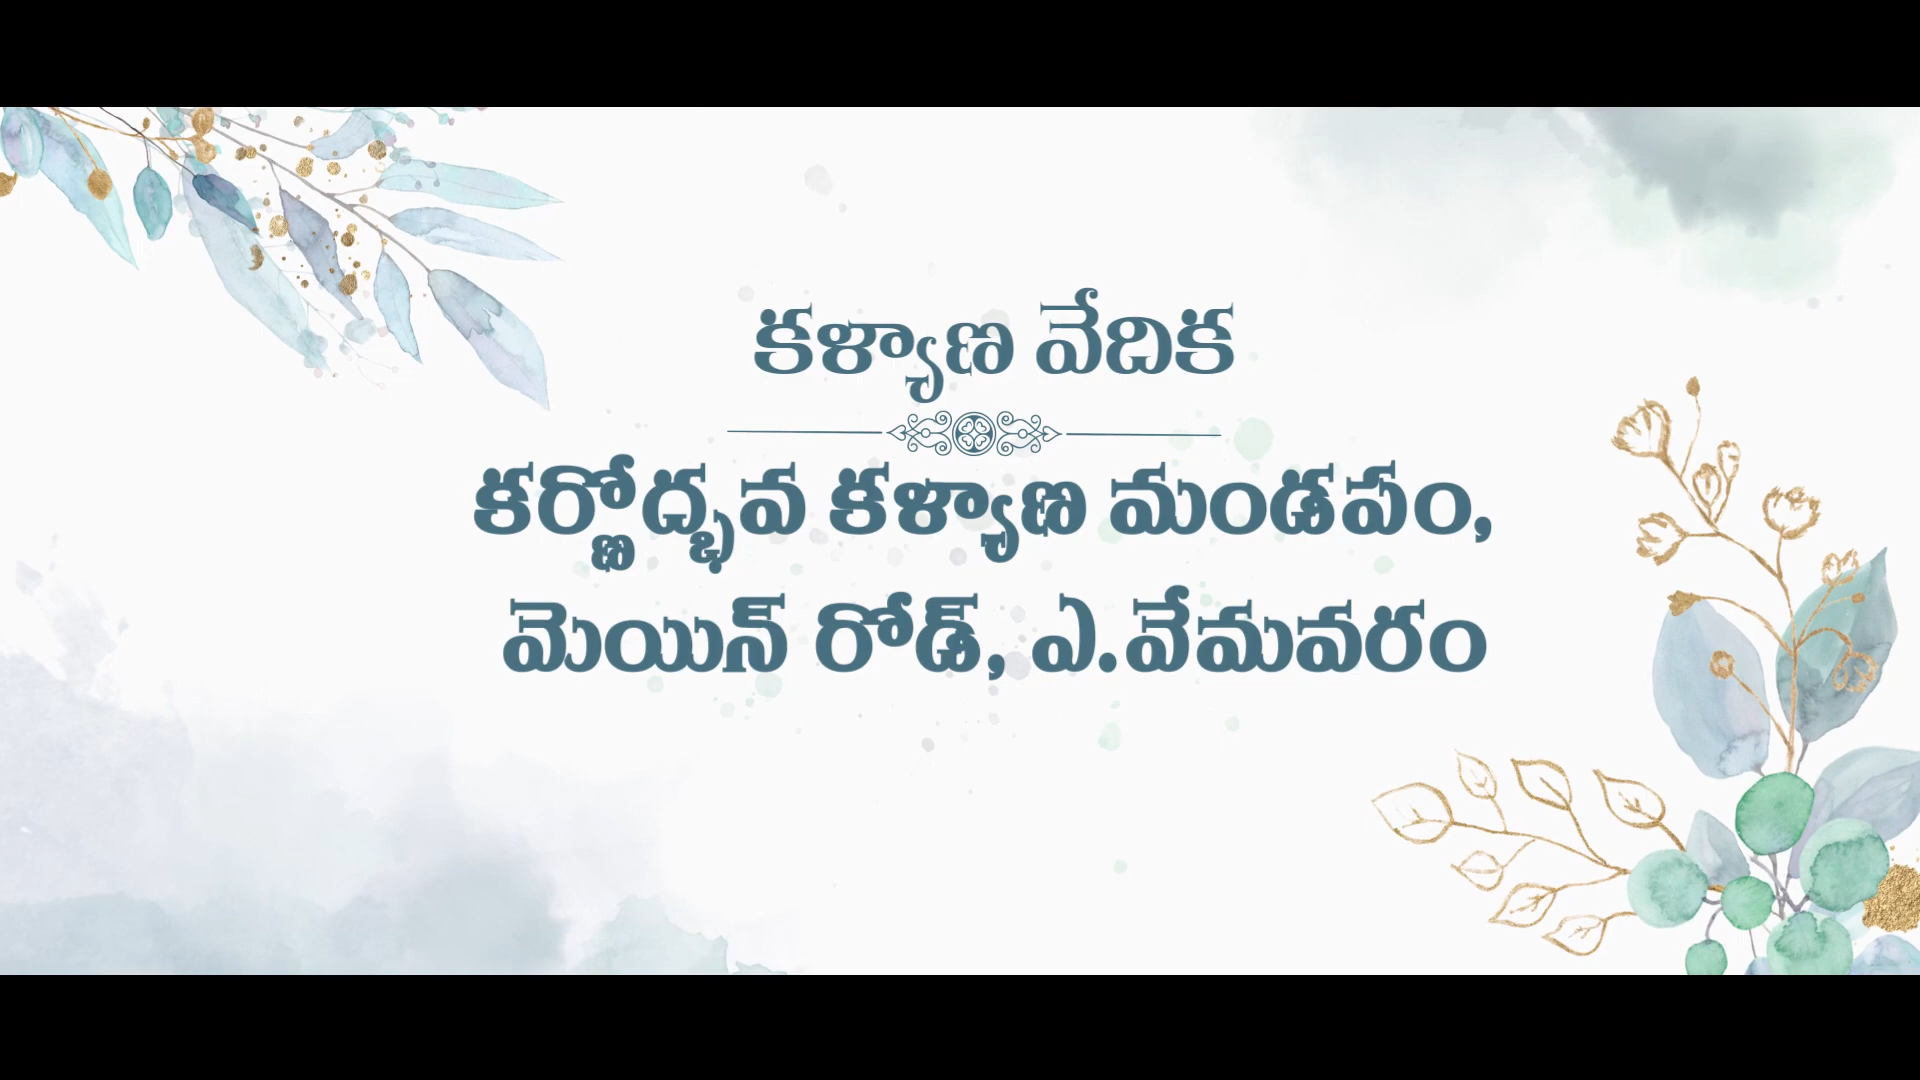 కళ్యాణ వేదిక
కర్ణోద్భవ కళ్యాణ మండపం,
మెయిన్ రోడ్, ఎ.వేమవరం